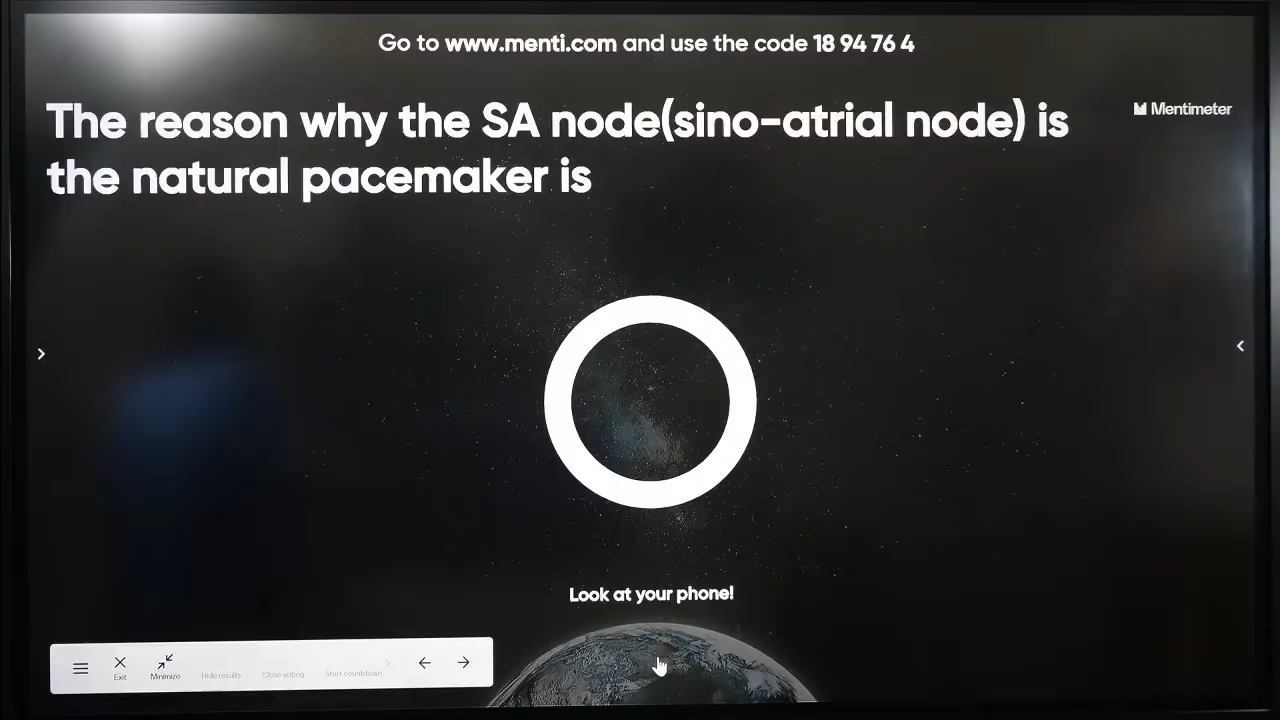 Go to www.menti.com and use the code 18 94 76 4
The reason why the SA node(sino-atrial node) is
the natural pacemaker is
Mentimeter
Look at your phone!
Exit
Minimize
Hide results
Close voting
Start countdown